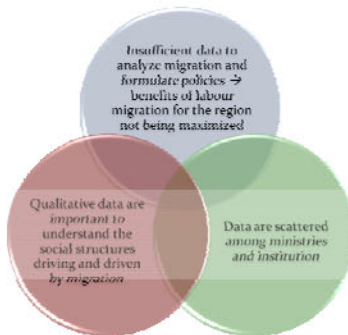 Insufficient data to
analyze migration and
formulate policies →
benefits of labour
migration for the region
not being maximized
Qualitative data are
important to
understand the
social structures
driving and driven
by migration
Data are scattered
among ministries
and institution